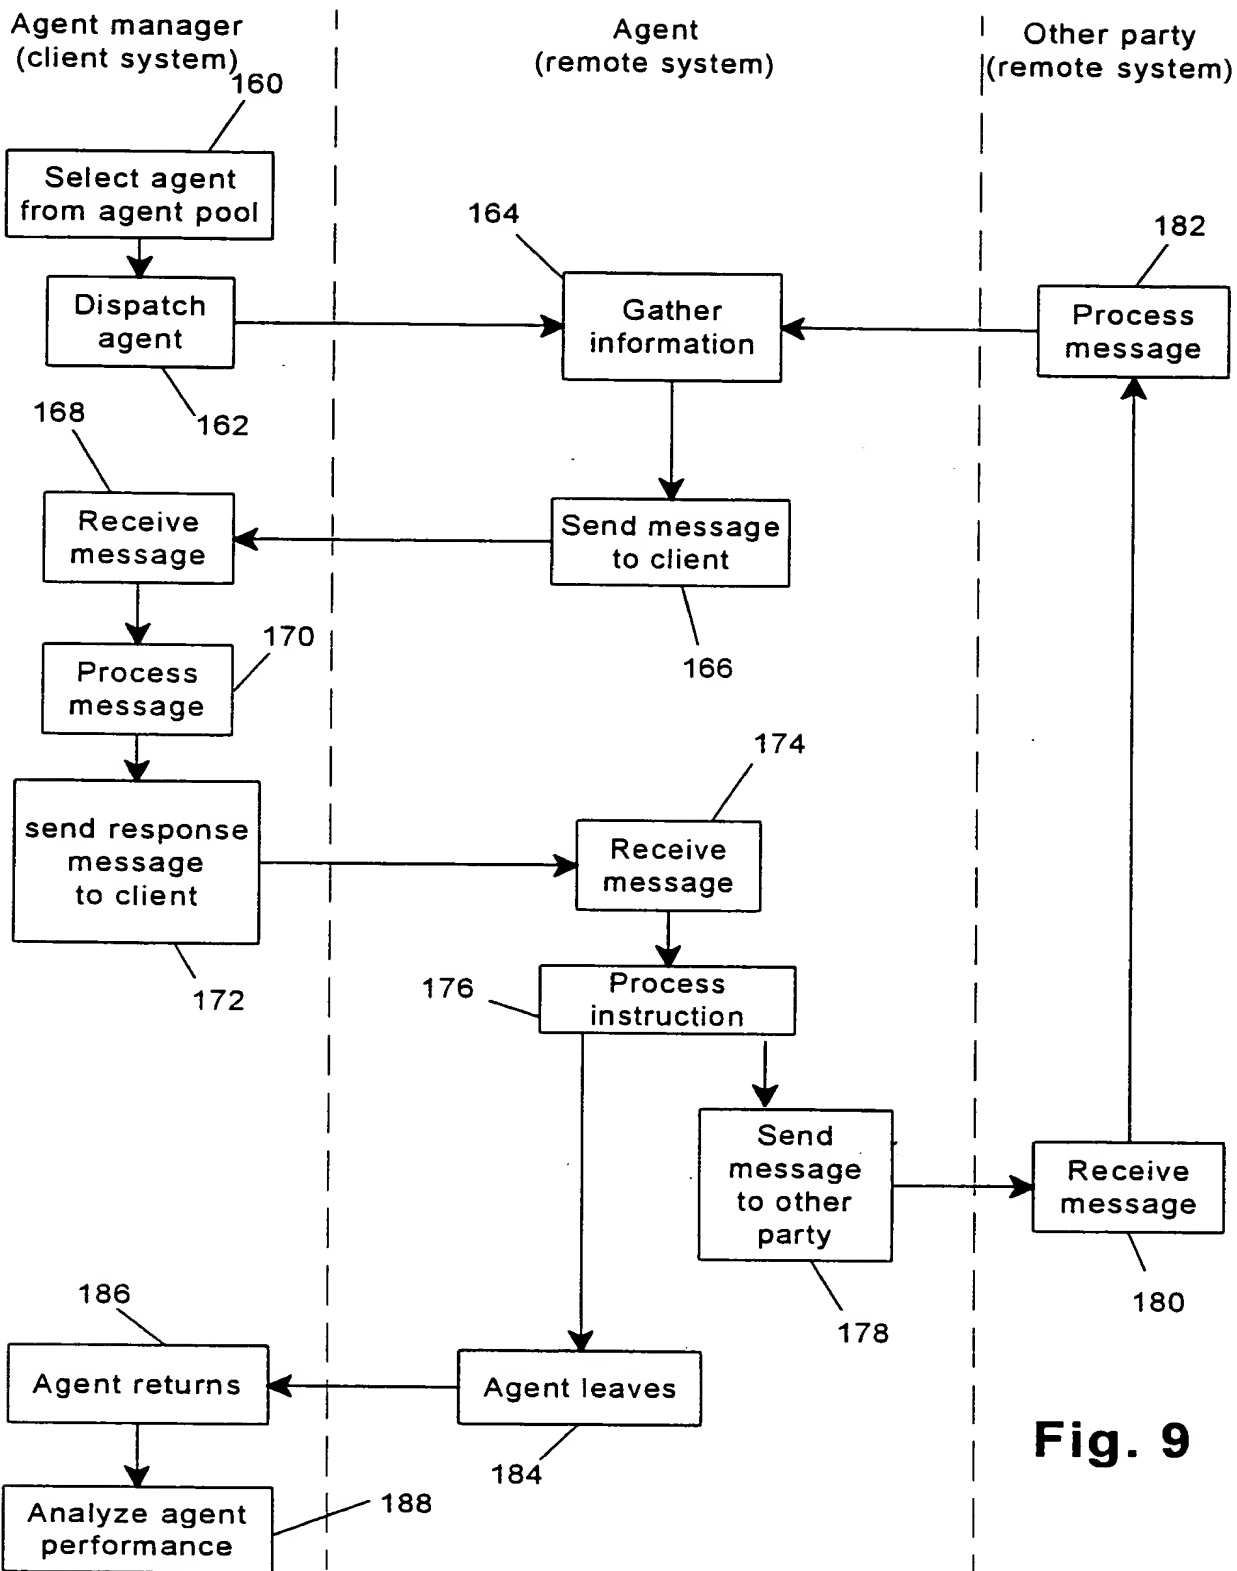 Agent manager
(client system)
Agent
(remote system)
Other party
(remote system)
160
Select agent
from agent pool
164
182
Dispatch
agent
Gather
information
Process
message
162
168
Receive
message
Send message
to client
166
170
Process
message
174
send response
message
to client
Receive
message
172
176
Process
instruction
Send
message
to other
party
Receive
message
178
180
186
Agent returns
Agent leaves
184
Fig. 9
188
Analyze agent
performance